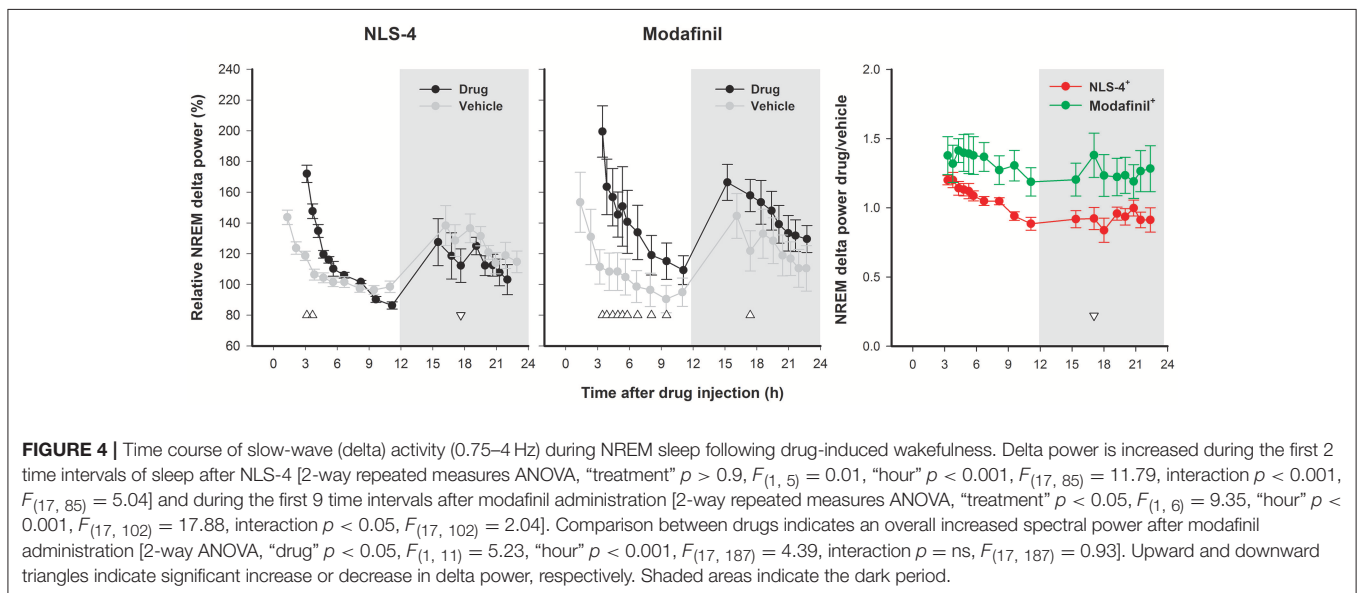 NLS-4
Modafinil
Relative NREM delta power (%)
240
220
200
180
160
140
120
100
80
60
Drug
Vehicle
0 3 6 9 12 15 18 21 24
Drug
Vehicle
0 3 6 9 12 15 18 21 24
Time after drug injection (h)
NREM delta power drug/vehicle
2.0
1.5
1.0
0.5
0.0
NLS-4+
Modafinil+
0 3 6 9 12 15 18 21 24
FIGURE 4 | Time course of slow-wave (delta) activity (0.75–4 Hz) during NREM sleep following drug-induced wakefulness. Delta power is increased during the first 2
time intervals of sleep after NLS-4 [2-way repeated measures ANOVA, “treatment” p > 0.9, F(1, 5) = 0.01, “hour” p < 0.001, F(17, 85) = 11.79, interaction p < 0.001,
F(17, 85) = 5.04] and during the first 9 time intervals after modafinil administration [2-way repeated measures ANOVA, “treatment” p < 0.05, F(1, 6) = 9.35, “hour” p <
0.001, F(17, 102) = 17.88, interaction p < 0.05, F(17, 102) = 2.04]. Comparison between drugs indicates an overall increased spectral power after modafinil
administration [2-way ANOVA, “drug” p < 0.05, F(1, 11) = 5.23, “hour” p < 0.001, F(17, 187) = 4.39, interaction p = ns, F(17, 187) = 0.93]. Upward and downward
triangles indicate significant increase or decrease in delta power, respectively. Shaded areas indicate the dark period.